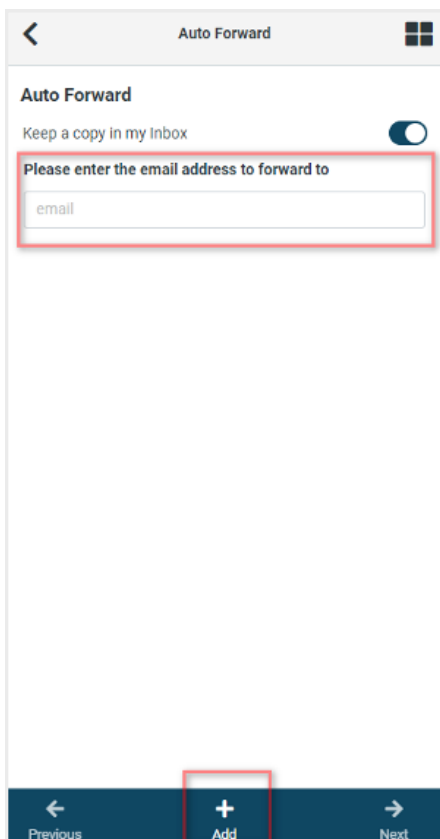 Auto Forward
Auto Forward
Keep a copy in my Inbox
Please enter the email address to forward to
email
Previous
Add
Next